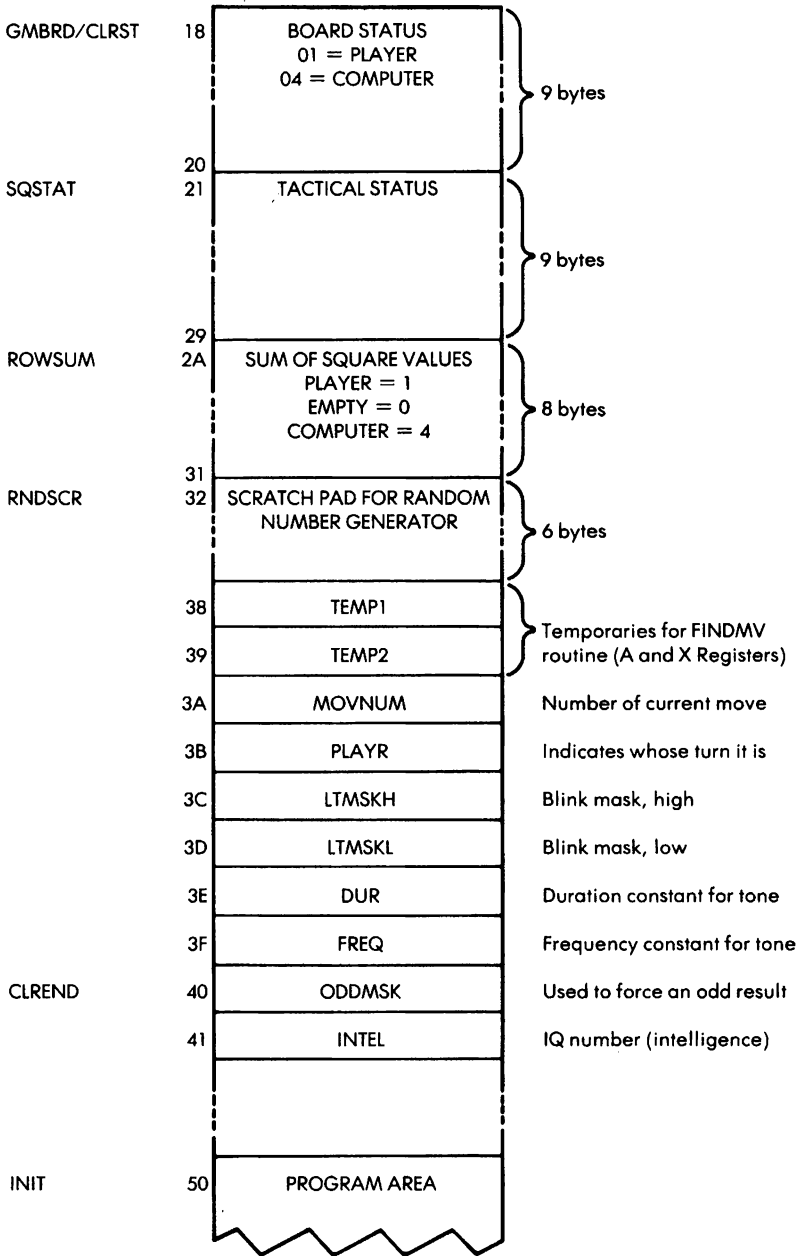 GMBRD/CLRST 18 BOARD STATUS
01 = PLAYER
04 = COMPUTER
9 bytes
20
SQSTAT 21 TACTICAL STATUS
9 bytes
29
ROWSUM 2A SUM OF SQUARE VALUES
PLAYER = 1
EMPTY = 0
8 bytes
COMPUTER = 4
31
RNDSCR 32 SCRATCH PAD FOR RANDOM
NUMBER GENERATOR
6 bytes
38 TEMP1
Temporaries for FINDMV
39 TEMP2 routine (A and X Registers)
3A MOVNUM Number of current move
3B PLAYR Indicates whose turn it is
3C LTMSKH Blink mask, high
3D LTMSKL Blink mask, low
3E DUR Duration constant for tone
3F FREQ Frequency constant for tone
CLREND 40 ODDMSK Used to force an odd result
41 INTEL IQ number (intelligence)
INIT 50 PROGRAM AREA